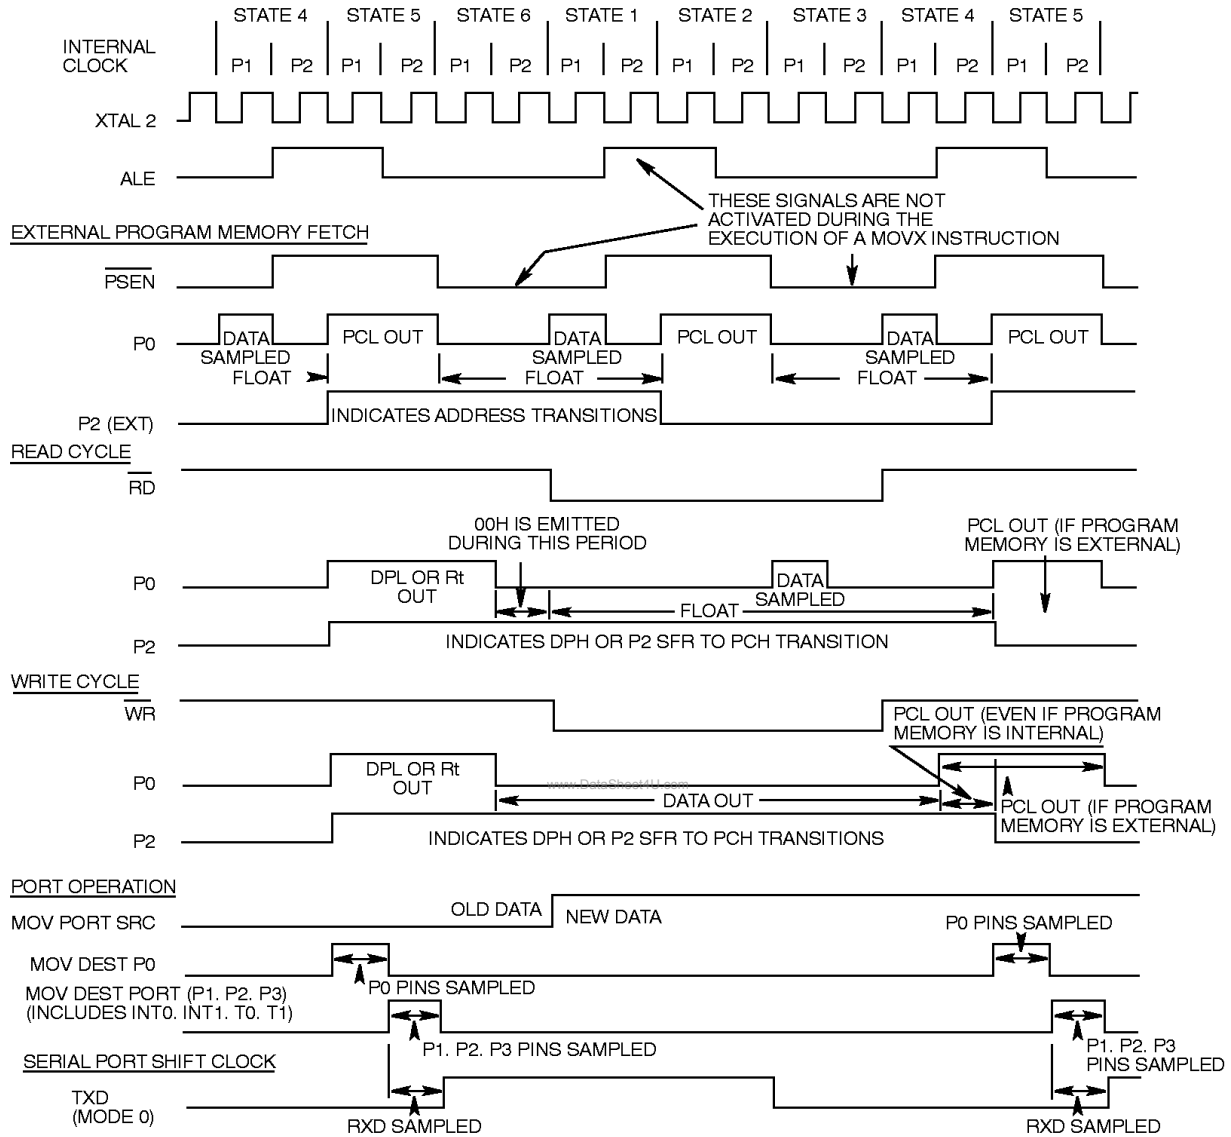 STATE 4 STATE 5 STATE 6 STATE 1 STATE 2 STATE 3 STATE 4 STATE 5
INTERNAL
CLOCK
P1 P2 P1 P2 P1 P2 P1 P2 P1 P2 P1 P2 P1 P2 P1 P2
XTAL 2
ALE
THESE SIGNALS ARE NOT
ACTIVATED DURING THE
EXECUTION OF A MOVX INSTRUCTION
EXTERNAL PROGRAM MEMORY FETCH
PSEN
P0
DATA PCL OUT DATA PCL OUT DATA PCL OUT
SAMPLED SAMPLED SAMPLED
FLOAT FLOAT FLOAT
P2 (EXT)
INDICATES ADDRESS TRANSITIONS
READ CYCLE
RD
00H IS EMITTED
DURING THIS PERIOD
PCL OUT (IF PROGRAM
MEMORY IS EXTERNAL)
P0
DPL OR Rt
OUT
DATA
SAMPLED
FLOAT
P2
INDICATES DPH OR P2 SFR TO PCH TRANSITION
WRITE CYCLE
WR
PCL OUT (EVEN IF PROGRAM
MEMORY IS INTERNAL)
P0
DPL OR Rt
OUT
www.DataSheet4U.com
DATA OUT
PCL OUT (IF PROGRAM
MEMORY IS EXTERNAL)
P2
INDICATES DPH OR P2 SFR TO PCH TRANSITIONS
PORT OPERATION
MOV PORT SRC
OLD DATA NEW DATA
P0 PINS SAMPLED
MOV DEST P0
P0 PINS SAMPLED
MOV DEST PORT (P1. P2. P3)
(INCLUDES INT0. INT1. T0. T1)
P1. P2. P3 PINS SAMPLED
P1. P2. P3
PINS SAMPLED
SERIAL PORT SHIFT CLOCK
TXD
(MODE 0)
RXD SAMPLED RXD SAMPLED